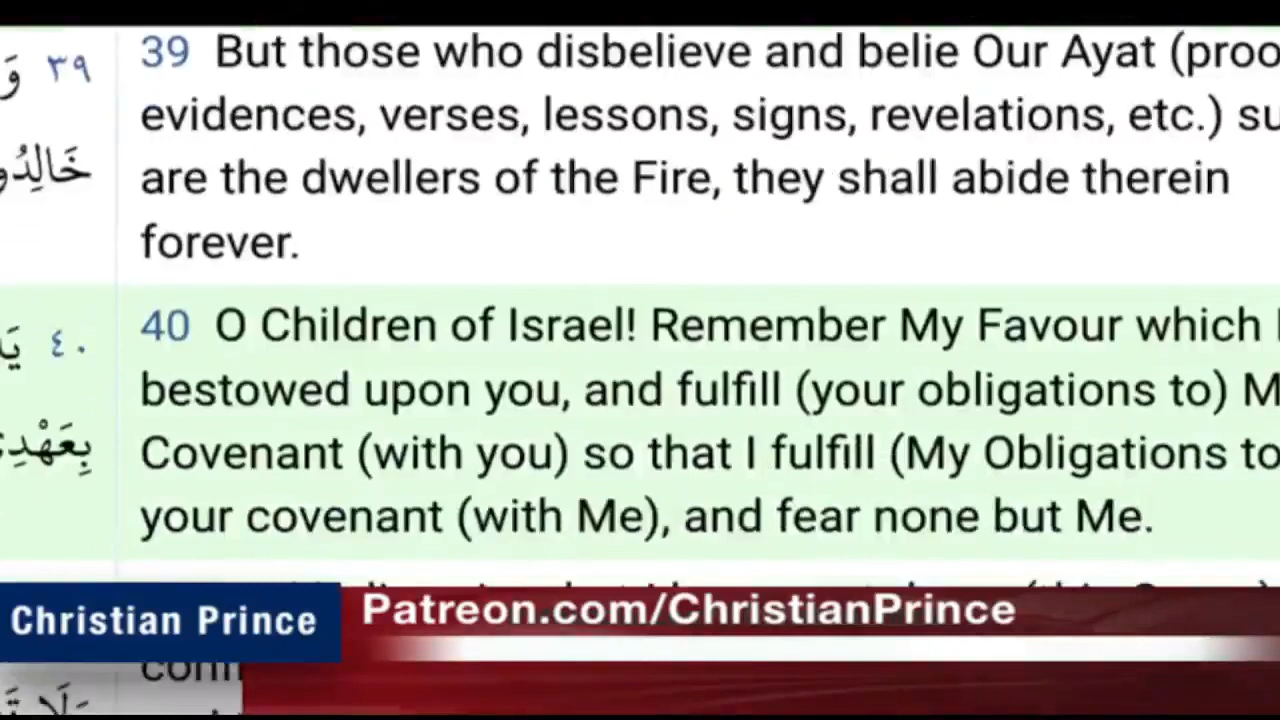 39 But those who disbelieve and belie Our Ayat
evidences, verses, lessons, signs, revelations, etc.)
are the dwellers of the Fire, they shall abide therein
forever.
40 O Children of Israel! Remember My Favour which
bestowed upon you, and fulfill (your obligations to)
Covenant (with you) so that I fulfill (My Obligations to
your covenant (with Me), and fear none but Me.
٣٩
٤٠
Christian Prince
Patreon.com/ChristianPrince